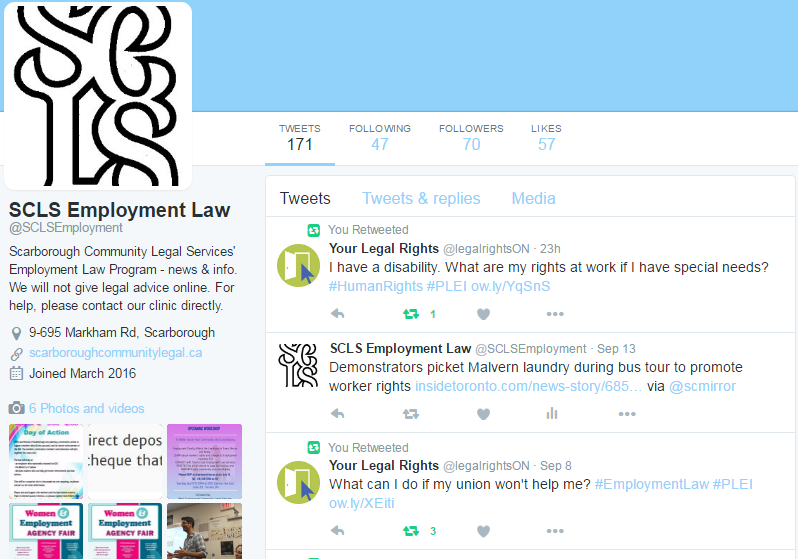 SCLS
TWEETS
171
FOLLOWING
47
FOLLOWERS
70
LIKES
57
SCLS Employment Law
@SCLSEmployment
Scarborough Community Legal Services'
Employment Law Program - news & info.
We will not give legal advice online. For
help, please contact our clinic directly.
9-695 Markham Rd, Scarborough
scarboroughcommunitylegal.ca
Joined March 2016
6 Photos and videos
Day of Action
irect depos
cheque that
UPCOMING WORKSHOP
Women &
Employment
AGENCY FAIR
Women &
Employment
AGENCY FAIR
Tweets
Tweets & replies
Media
You Retweeted
Your Legal Rights @legalrightsON · 23h
I have a disability. What are my rights at work if I have special needs?
#HumanRights #PLEI ow.ly/YqSnS
1
SCLS
SCLS Employment Law @SCLSEmployment · Sep 13
Demonstrators picket Malvern laundry during bus tour to promote
worker rights insidetoronto.com/news-story/685… via @scmirror
You Retweeted
Your Legal Rights @legalrightsON · Sep 8
What can I do if my union won't help me? #EmploymentLaw #PLEI
ow.ly/XEiti
3